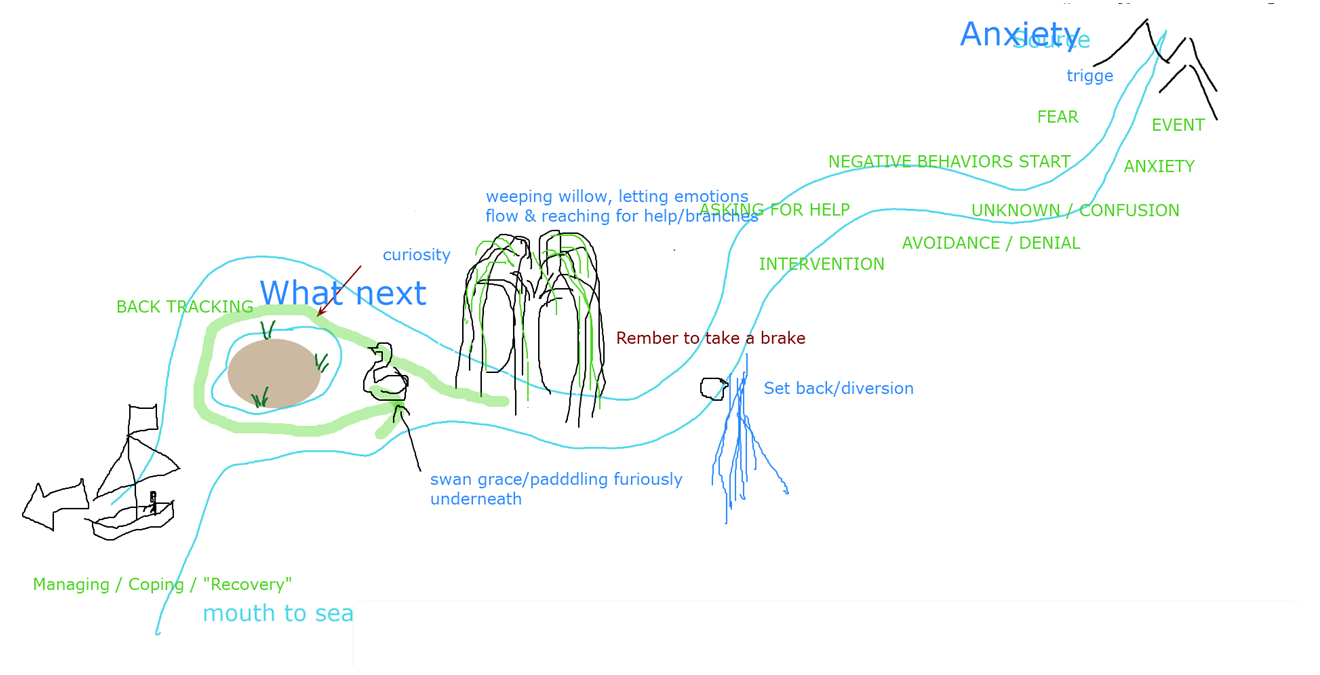 Anxiety
Source
trigge
FEAR
EVENT
NEGATIVE BEHAVIORS START
ANXIETY
weeping willow, letting emotions
flow & reaching for help/branches
ASKING FOR HELP
UNKNOWN / CONFUSION
AVOIDANCE / DENIAL
INTERVENTION
curiosity
What next
BACK TRACKING
Rember to take a brake
Set back/diversion
swan grace/padddling furiously
underneath
Managing / Coping / "Recovery"
mouth to sea